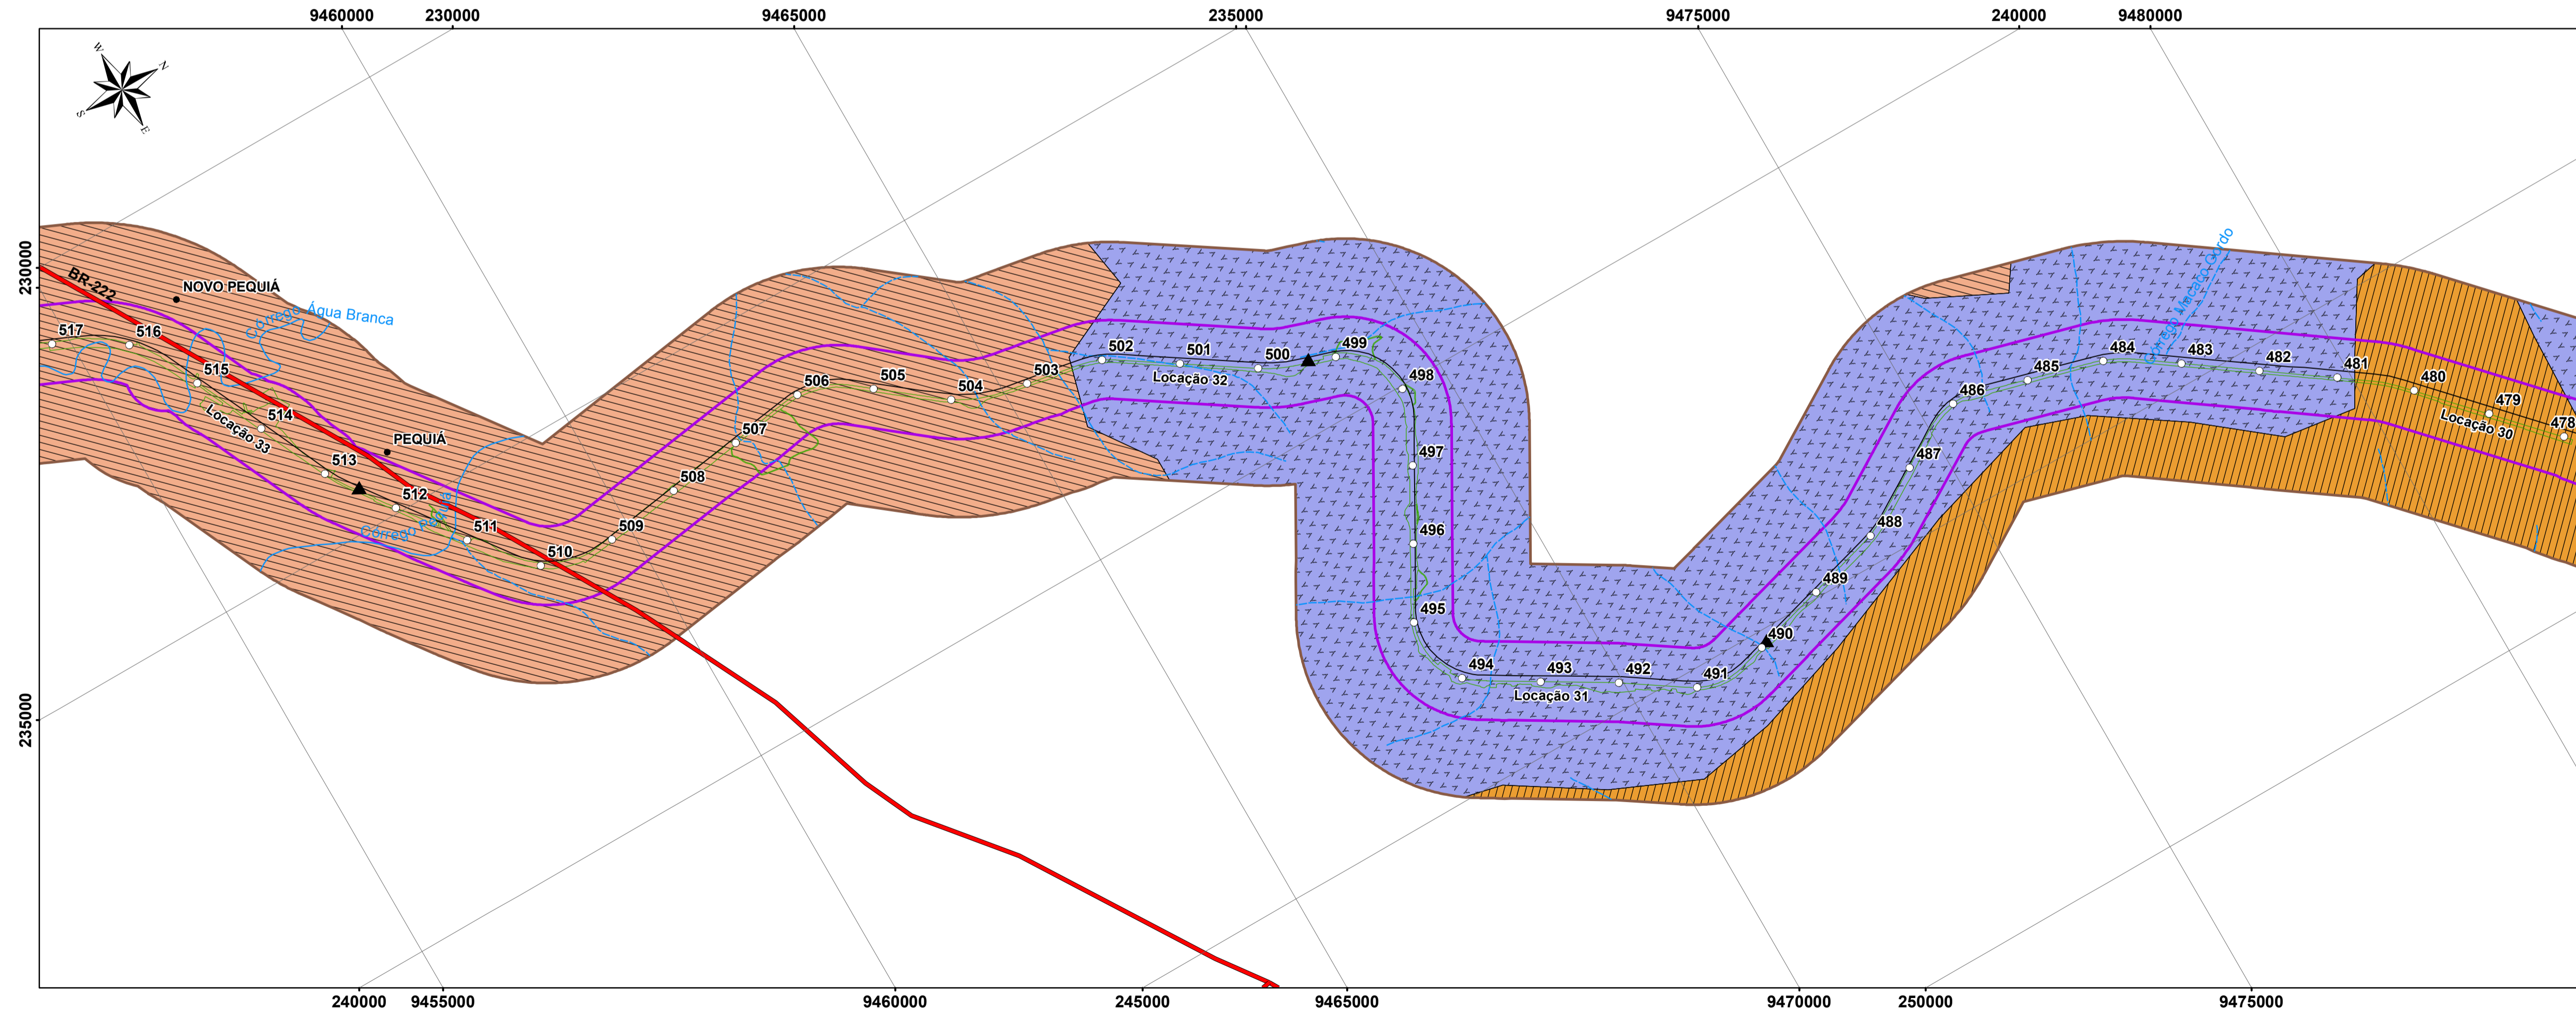 9460000 230000 9465000 235000 9475000 240000 9480000
W N
S E
230000
235000
BR-222
NOVO PEQUIÁ
Córrego Água Branca
517 516 515 514 513 512 511 510 509 508 507 506 505 504 503 502 501 500 499 498 497 496 495 494 493 492 491 490 489 488 487 486 485 484 483 482 481 480 479 478
Locação 33
PEQUIÁ
Córrego Pequiá
Locação 32
Locação 31
Córrego Macaco Gordo
Locação 30
240000 9455000 9460000 245000 9465000 9470000 250000 9475000